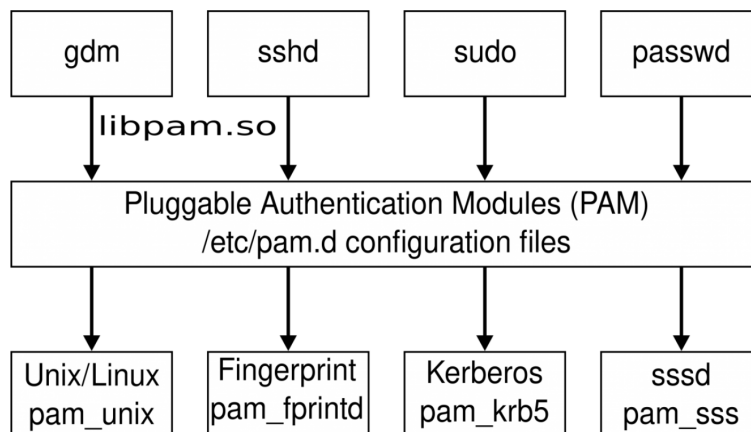 gdm
sshd
sudo
passwd
libpam.so
Pluggable Authentication Modules (PAM)
/etc/pam.d configuration files
Unix/Linux
pam_unix
Fingerprint
pam_fprintd
Kerberos
pam_krb5
sssd
pam_sss